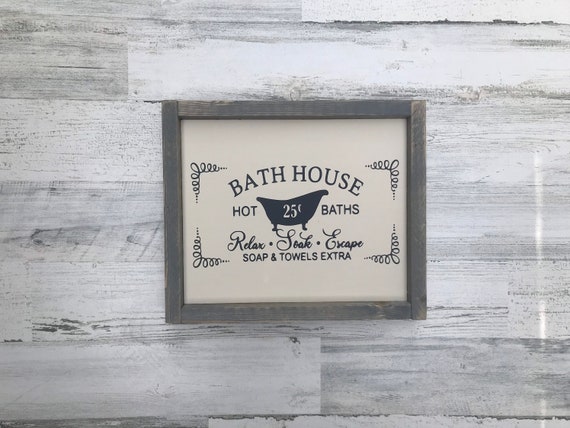 BATH HOUSE
HOT 25¢ BATHS
Relax • Soak • Escape
SOAP & TOWELS EXTRA